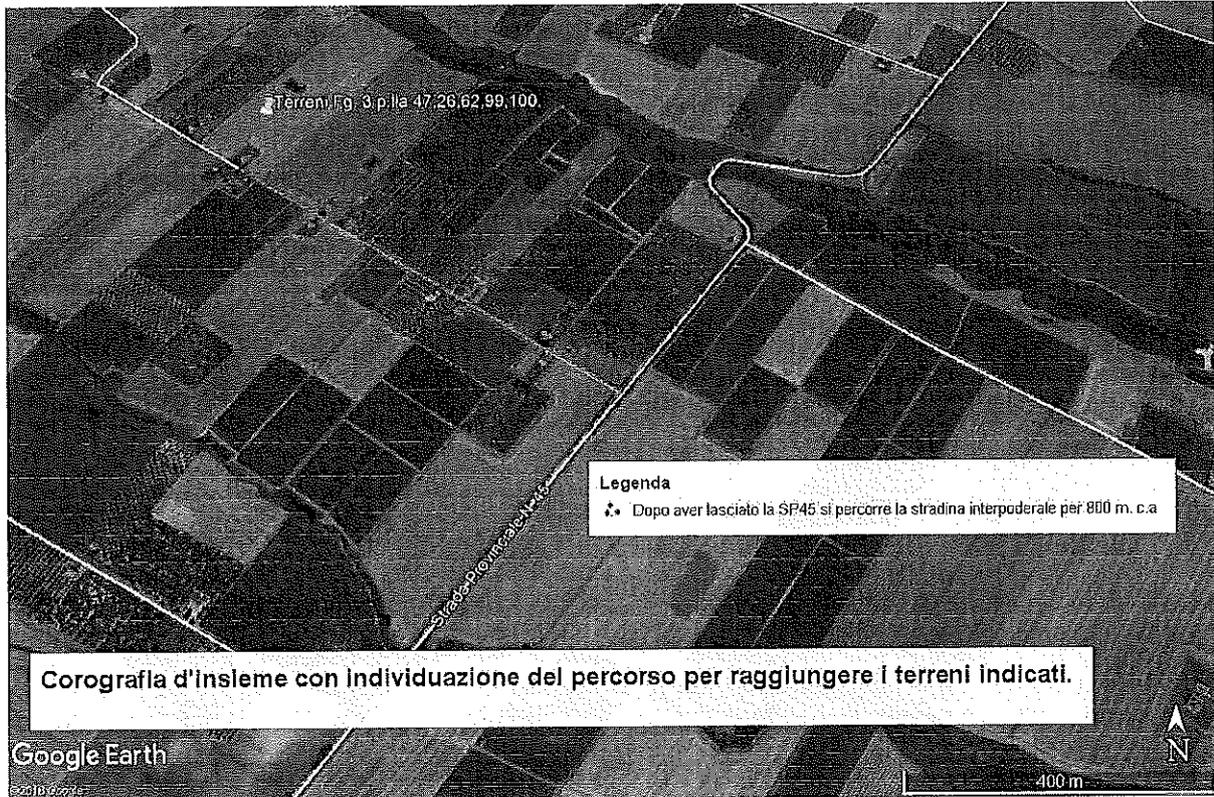 Terreni Fg. 3 p.lla 47,26,62,99,100.
Strada Provinciale N. 45
Legenda
Dopo aver lasciato la SP45 si percorre la stradina interpoderale per 800 m. c.a
Corografia d'insieme con individuazione del percorso per raggiungere i terreni indicati.
Google Earth
©2018 Google
N
400 m